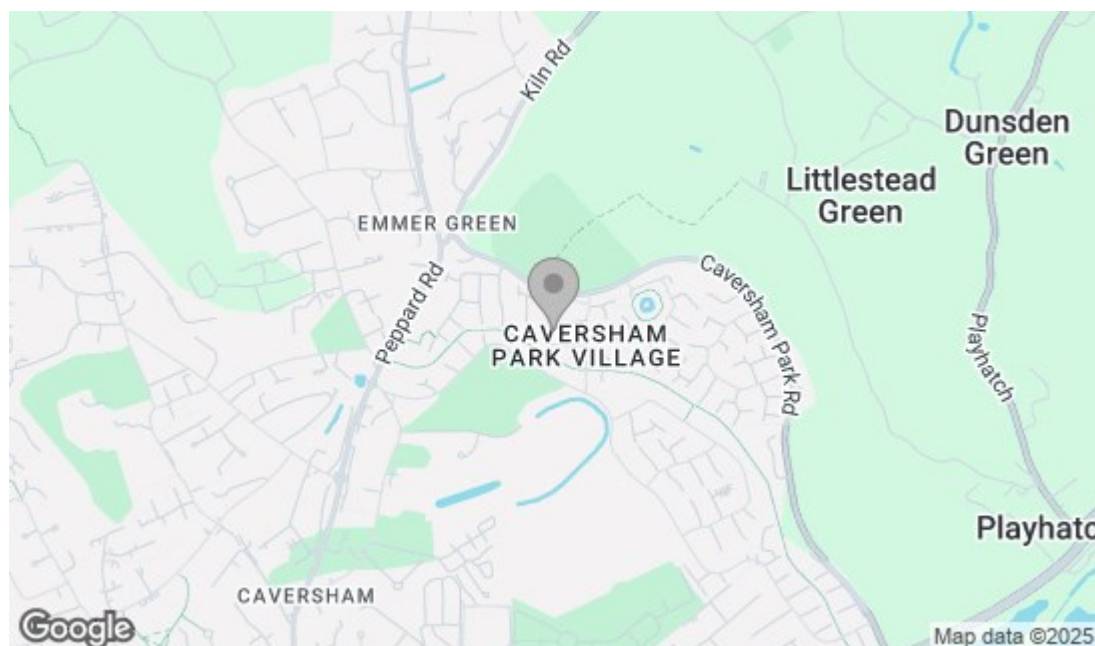 Kiln Rd
Dunsden
Green
Littlestead
Green
EMMER GREEN
Peppard Rd
Caversham Park Rd
CAVERSHAM
PARK VILLAGE
Playhatch
Playhatc
CAVERSHAM
Google
Map data ©2025